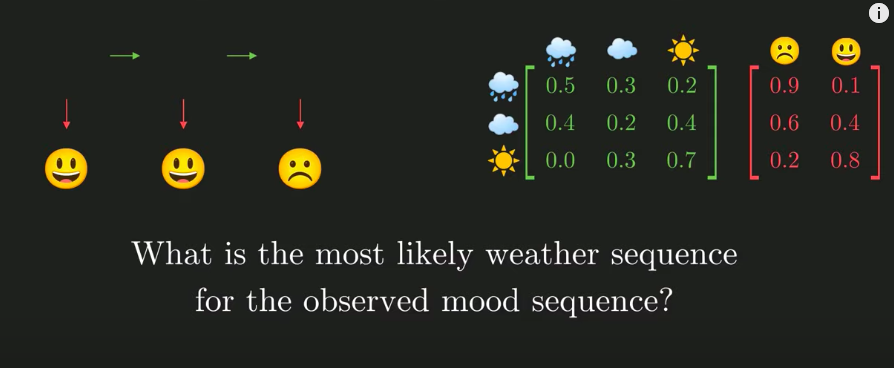 0.5 0.3 0.2 0.9 0.1
0.4 0.2 0.4 0.6 0.4
0.0 0.3 0.7 0.2 0.8
What is the most likely weather sequence
for the observed mood sequence?